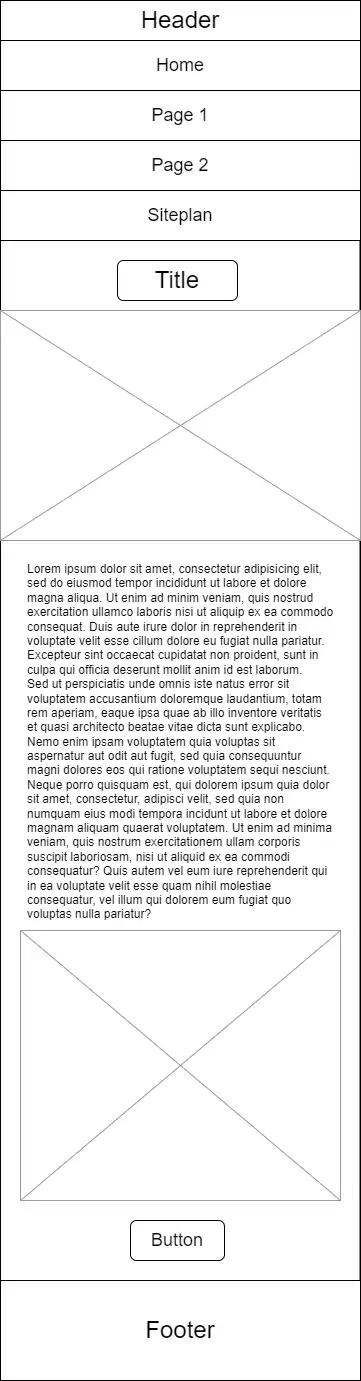 Header
Home
Page 1
Page 2
Siteplan
Title
Lorem ipsum dolor sit amet, consectetur adipisicing elit,
sed do eiusmod tempor incididunt ut labore et dolore
magna aliqua. Ut enim ad minim veniam, quis nostrud
exercitation ullamco laboris nisi ut aliquip ex ea commodo
consequat. Duis aute irure dolor in reprehenderit in
voluptate velit esse cillum dolore eu fugiat nulla pariatur.
Excepteur sint occaecat cupidatat non proident, sunt in
culpa qui officia deserunt mollit anim id est laborum.
Sed ut perspiciatis unde omnis iste natus error sit
voluptatem accusantium doloremque laudantium, totam
rem aperiam, eaque ipsa quae ab illo inventore veritatis
et quasi architecto beatae vitae dicta sunt explicabo.
Nemo enim ipsam voluptatem quia voluptas sit
aspernatur aut odit aut fugit, sed quia consequuntur
magni dolores eos qui ratione voluptatem sequi nesciunt.
Neque porro quisquam est, qui dolorem ipsum quia dolor
sit amet, consectetur, adipisci velit, sed quia non
numquam eius modi tempora incidunt ut labore et dolore
magnam aliquam quaerat voluptatem. Ut enim ad minima
veniam, quis nostrum exercitationem ullam corporis
suscipit laboriosam, nisi ut aliquid ex ea commodi
consequatur? Quis autem vel eum iure reprehenderit qui
in ea voluptate velit esse quam nihil molestiae
consequatur, vel illum qui dolorem eum fugiat quo
voluptas nulla pariatur?
Button
Footer